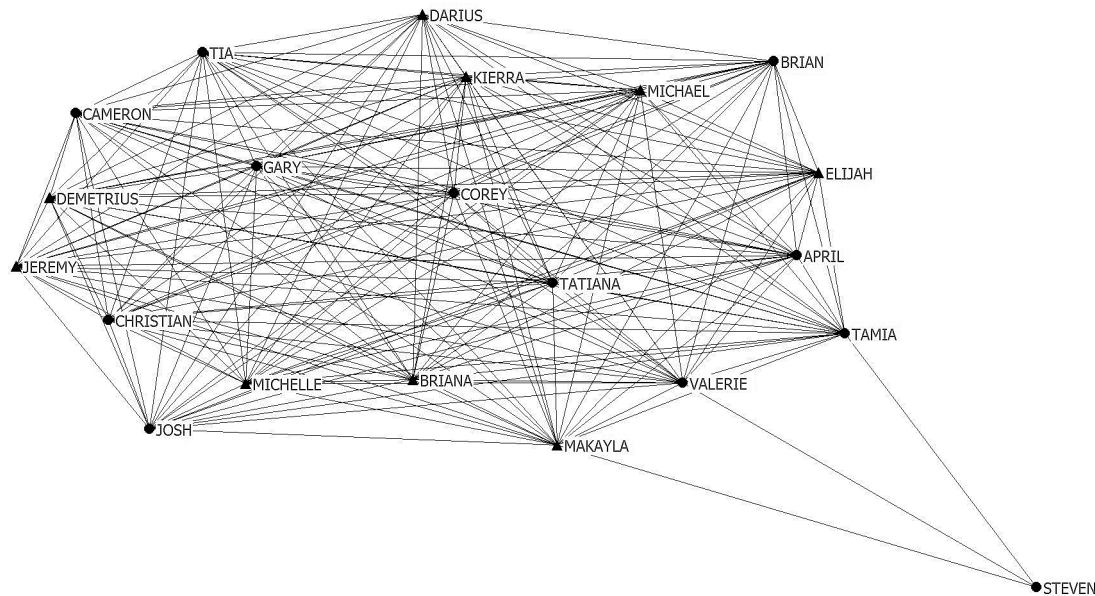 DARIUS
TIA
BRIAN
KIERRA
MICHAEL
CAMERON
GARY
ELIJAH
COREY
DEMETRIUS
APRIL
JEREMY
TATIANA
CHRISTIAN
TAMIA
MICHELLE
BRIANA
VALERIE
JOSH
MAKAYLA
STEVEN